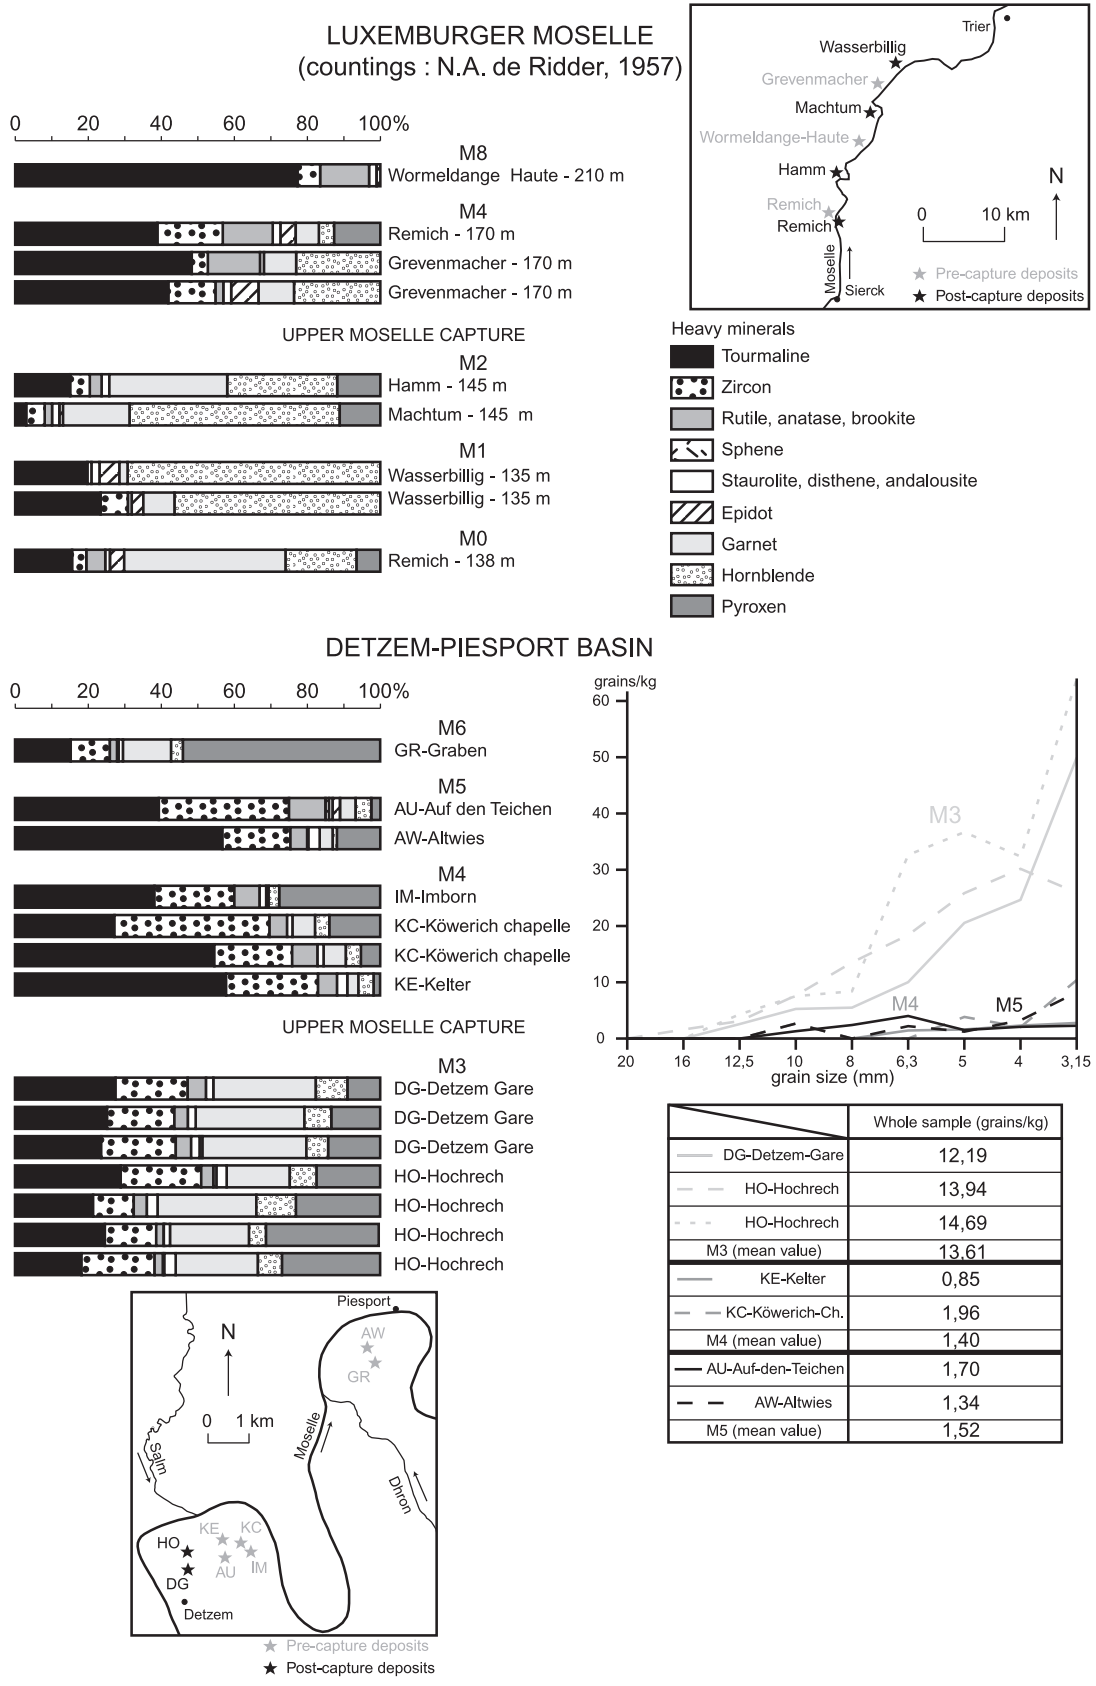 LUXEMBURGER MOSELLE
(countings : N.A. de Ridder, 1957)
0 20 40 60 80 100%
M8
Wormeldange Haute - 210 m
M4
Remich - 170 m
Grevenmacher - 170 m
Grevenmacher - 170 m
UPPER MOSELLE CAPTURE
M2
Hamm - 145 m
Machtum - 145 m
M1
Wasserbillig - 135 m
Wasserbillig - 135 m
M0
Remich - 138 m
Trier
Wasserbillig
Grevenmacher
Machtum
Wormeldange-Haute
Hamm
N
Remich
0 10 km
Remich
Moselle
Pre-capture deposits
Sierck
Post-capture deposits
Heavy minerals
Tourmaline
Zircon
Rutile, anatase, brookite
Sphene
Staurolite, disthene, andalousite
Epidot
Garnet
Hornblende
Pyroxen
DETZEM-PIESPORT BASIN
0 20 40 60 80 100%
M6
GR-Graben
M5
AU-Auf den Teichen
AW-Altwies
M4
IM-Imborn
KC-Köwerich chapelle
KC-Köwerich chapelle
KE-Kelter
UPPER MOSELLE CAPTURE
M3
DG-Detzem Gare
DG-Detzem Gare
DG-Detzem Gare
HO-Hochrech
HO-Hochrech
HO-Hochrech
HO-Hochrech
grains/kg
60
50
40
30
20
10
0
M3
M4
M5
20 16 12,5 10 8 6,3 5 4 3,15
grain size (mm)
Whole sample (grains/kg)
DG-Detzem-Gare 12,19
HO-Hochrech 13,94
HO-Hochrech 14,69
M3 (mean value) 13,61
KE-Kelter 0,85
KC-Köwerich-Ch. 1,96
M4 (mean value) 1,40
AU-Auf-den-Teichen 1,70
AW-Altwies 1,34
M5 (mean value) 1,52
Piesport
N
AW
GR
0 1 km
Moselle
Salm
Dhron
KE KC
HO
AU IM
DG
Detzem
Pre-capture deposits
Post-capture deposits